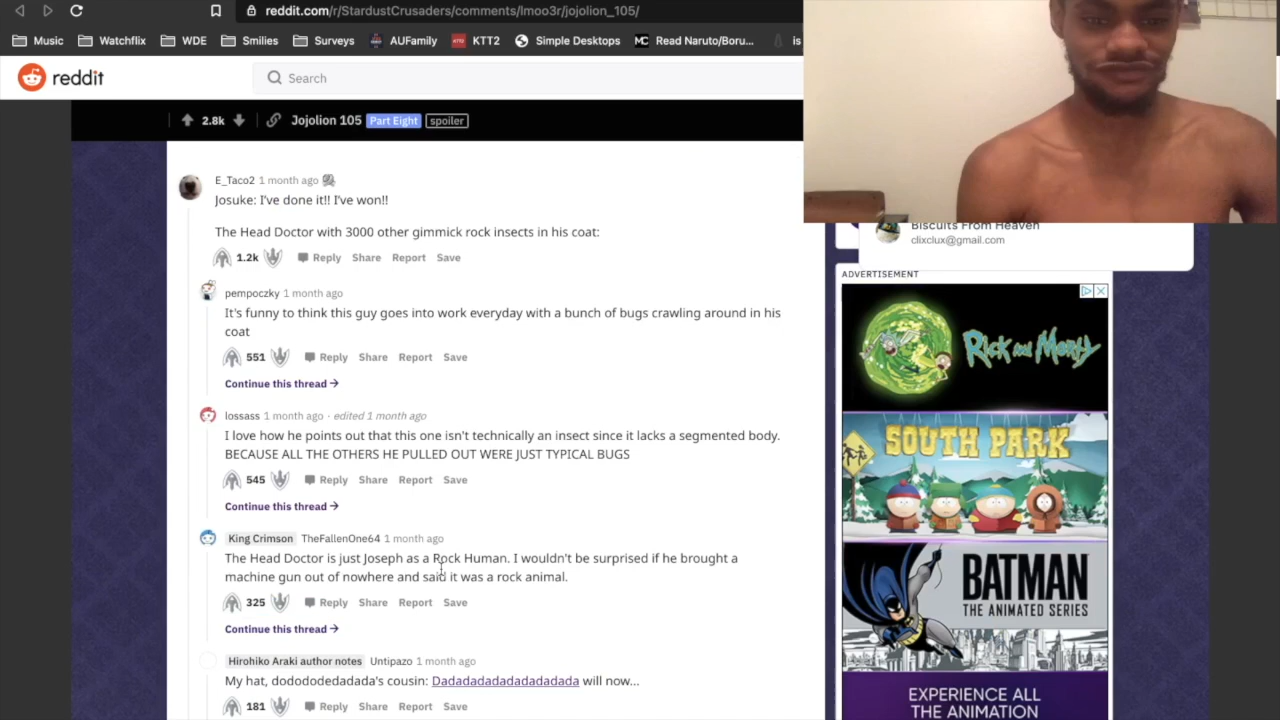 reddit.com/r/StardustCrusaders/comments/lmoo3r/jojolion_105/
Music
Watchflix
WDE
Smilies
Surveys
AUFamily
KTT2
Simple Desktops
Read Naruto/Boru...
is
reddit
Search
2.8k
Jojolion 105
Part Eight
spoiler
E_Taco2 1 month ago
Josuke: I've done it!! I've won!!
The Head Doctor with 3000 other gimmick rock insects in his coat:
1.2k Reply Share Report Save
pempoczky 1 month ago
It's funny to think this guy goes into work everyday with a bunch of bugs crawling around in his
coat
551 Reply Share Report Save
Continue this thread →
lossass 1 month ago · edited 1 month ago
I love how he points out that this one isn't technically an insect since it lacks a segmented body.
BECAUSE ALL THE OTHERS HE PULLED OUT WERE JUST TYPICAL BUGS
545 Reply Share Report Save
Continue this thread →
King Crimson TheFallenOne64 1 month ago
The Head Doctor is just Joseph as a Rock Human. I wouldn't be surprised if he brought a
machine gun out of nowhere and said it was a rock animal.
325 Reply Share Report Save
Continue this thread →
Hirohiko Araki author notes Untipazo 1 month ago
My hat, dodododedadada's cousin: Dadadadadadadadadada will now...
181 Reply Share Report Save
Biscuits From Heaven
clixclux@gmail.com
ADVERTISEMENT
Rick and Morty
SOUTH PARK
BATMAN
THE ANIMATED SERIES
EXPERIENCE ALL
THE ANIMATION